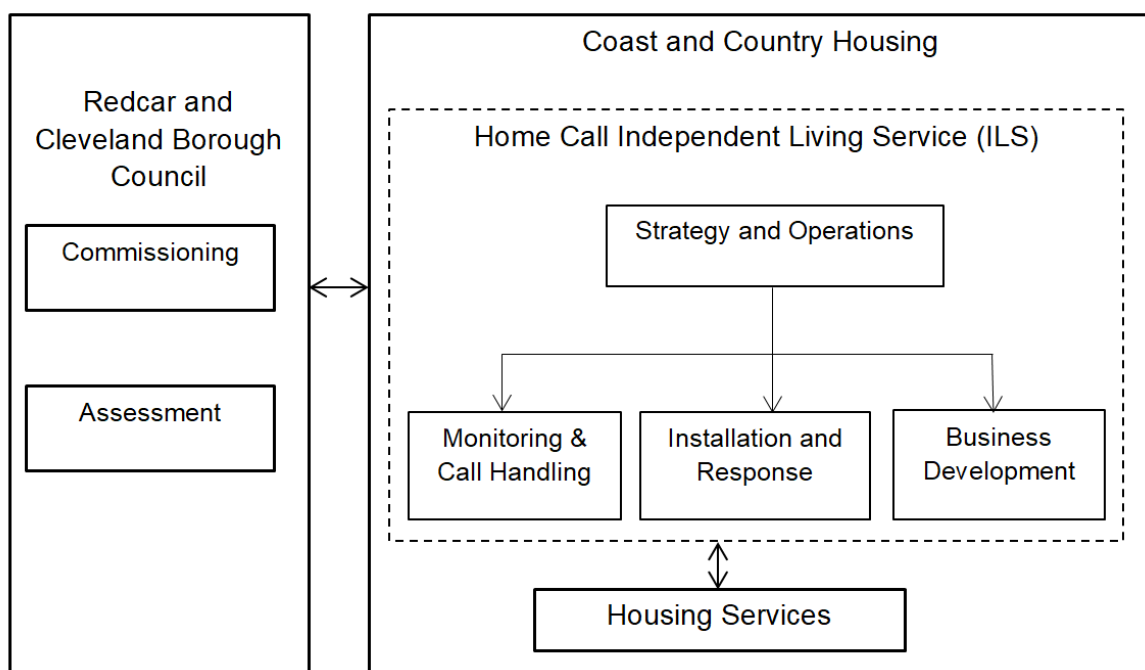 Redcar and
Cleveland Borough
Council
Commissioning
Assessment
Coast and Country Housing
Home Call Independent Living Service (ILS)
Strategy and Operations
Monitoring &
Call Handling
Installation and
Response
Business
Development
Housing Services